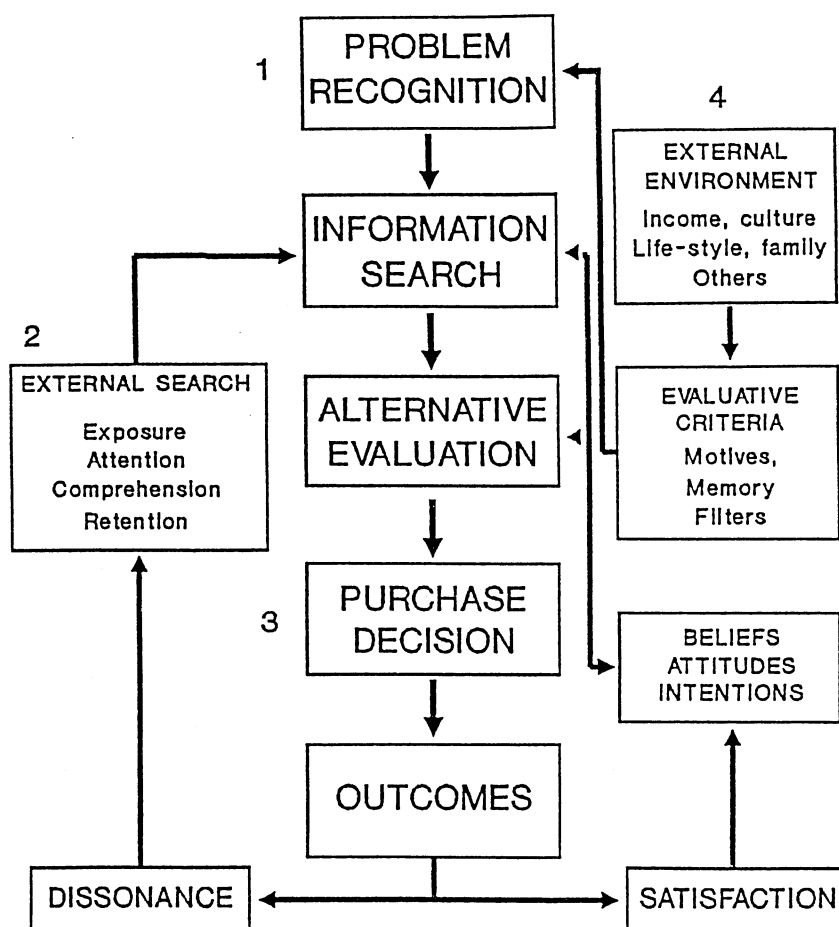 1
PROBLEM
RECOGNITION
INFORMATION
SEARCH
2
EXTERNAL SEARCH
Exposure
Attention
Comprehension
Retention
ALTERNATIVE
EVALUATION
3
PURCHASE
DECISION
OUTCOMES
4
EXTERNAL
ENVIRONMENT
Income, culture
Life-style, family
Others
EVALUATIVE
CRITERIA
Motives,
Memory
Filters
BELIEFS
ATTITUDES
INTENTIONS
DISSONANCE
SATISFACTION